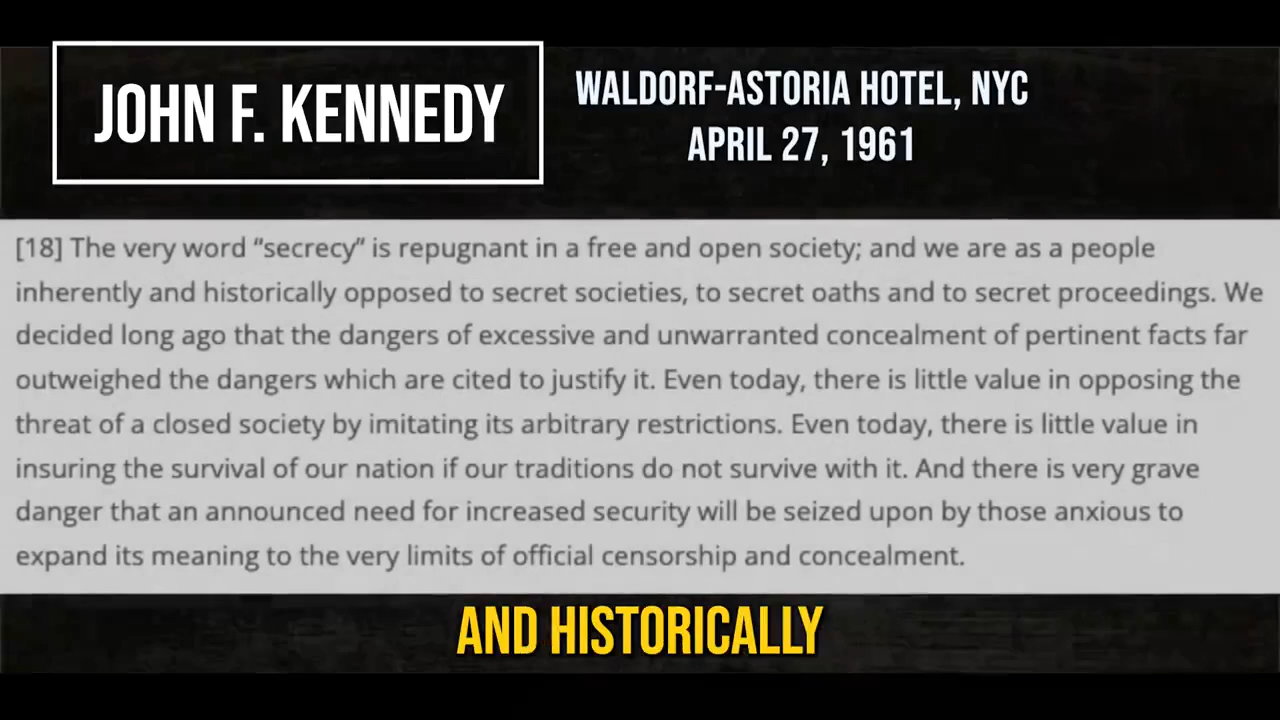 JOHN F. KENNEDY
WALDORF-ASTORIA HOTEL, NYC
APRIL 27, 1961
[18] The very word “secrecy” is repugnant in a free and open society; and we are as a people
inherently and historically opposed to secret societies, to secret oaths and to secret proceedings. We
decided long ago that the dangers of excessive and unwarranted concealment of pertinent facts far
outweighed the dangers which are cited to justify it. Even today, there is little value in opposing the
threat of a closed society by imitating its arbitrary restrictions. Even today, there is little value in
insuring the survival of our nation if our traditions do not survive with it. And there is very grave
danger that an announced need for increased security will be seized upon by those anxious to
expand its meaning to the very limits of official censorship and concealment.
AND HISTORICALLY